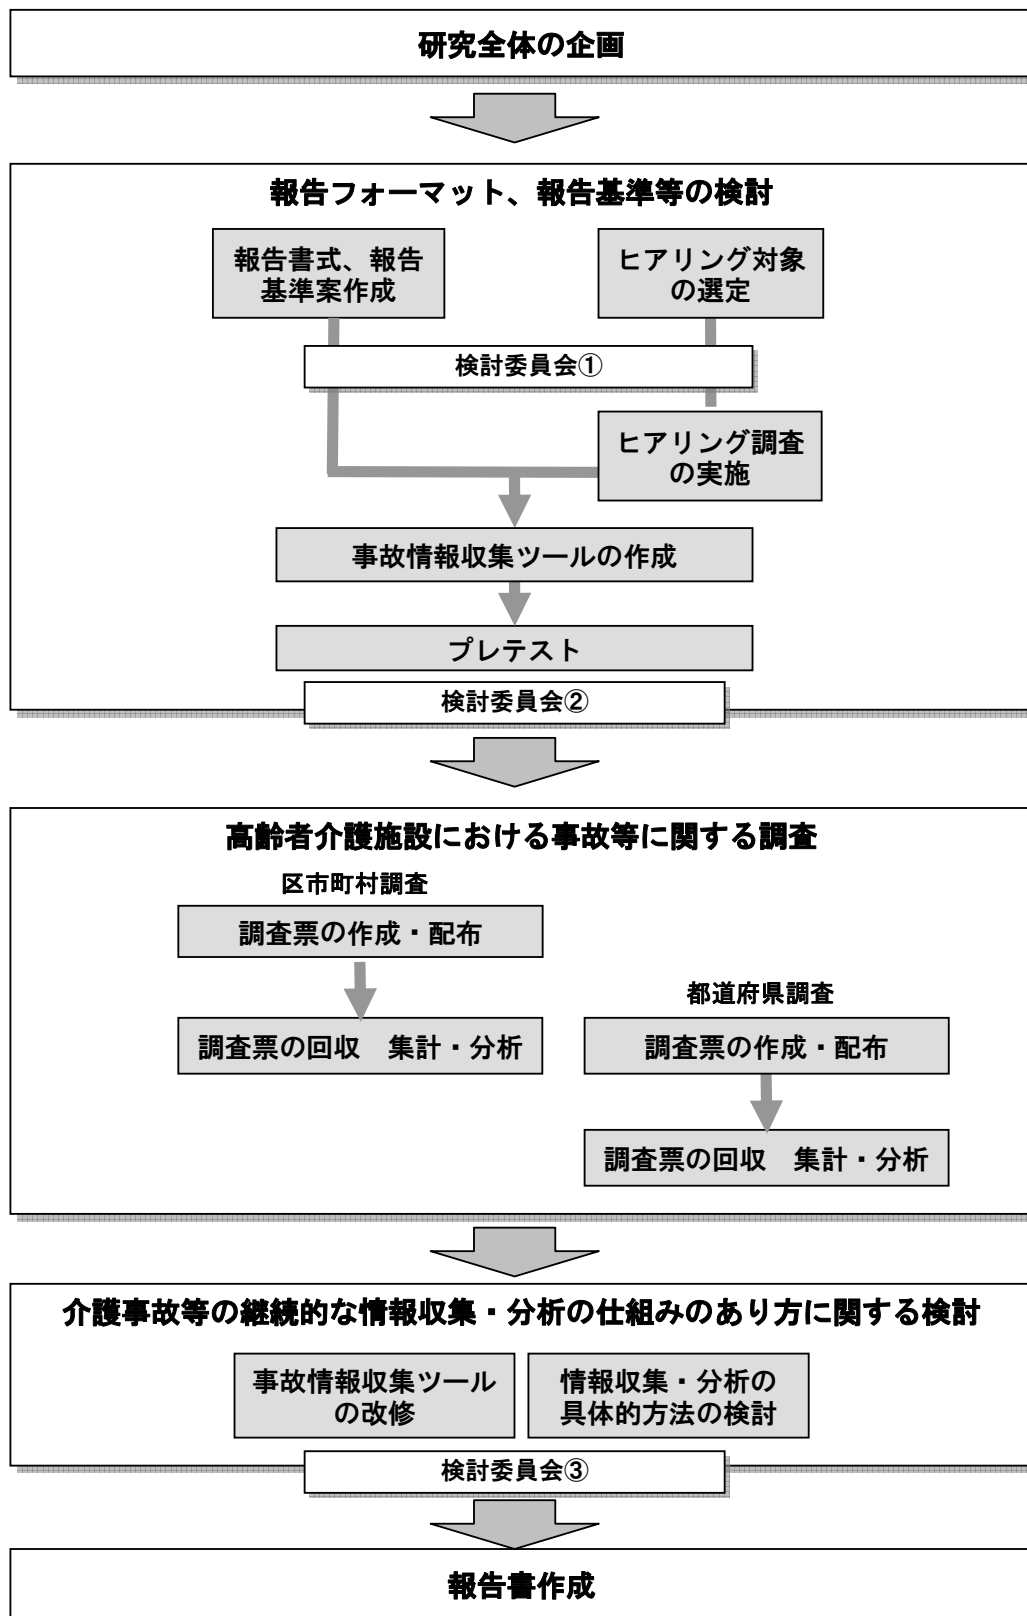 研究全体の企画
報告フォーマット、報告基準等の検討
報告書式、報告
基準案作成
ヒアリング対象
の選定
検討委員会①
ヒアリング調査
の実施
事故情報収集ツールの作成
プレテスト
検討委員会②
高齢者介護施設における事故等に関する調査
区市町村調査
調査票の作成・配布
調査票の回収　集計・分析
都道府県調査
調査票の作成・配布
調査票の回収　集計・分析
介護事故等の継続的な情報収集・分析の仕組みのあり方に関する検討
事故情報収集ツール
の改修
情報収集・分析の
具体的方法の検討
検討委員会③
報告書作成